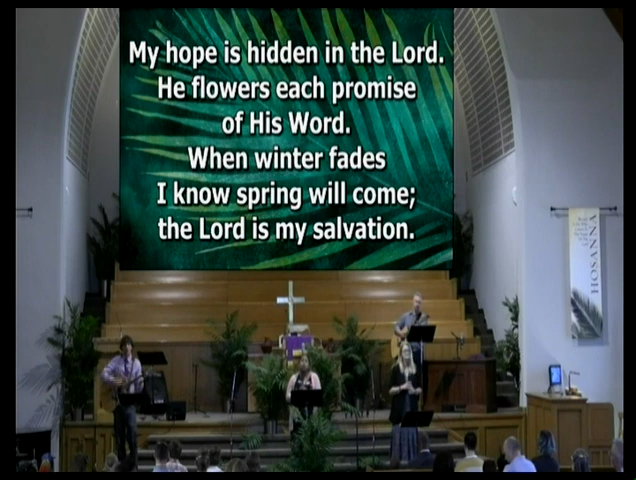 My hope is hidden in the Lord.
He flowers each promise
of His Word.
When winter fades
I know spring will come;
the Lord is my salvation.
HOSANNA